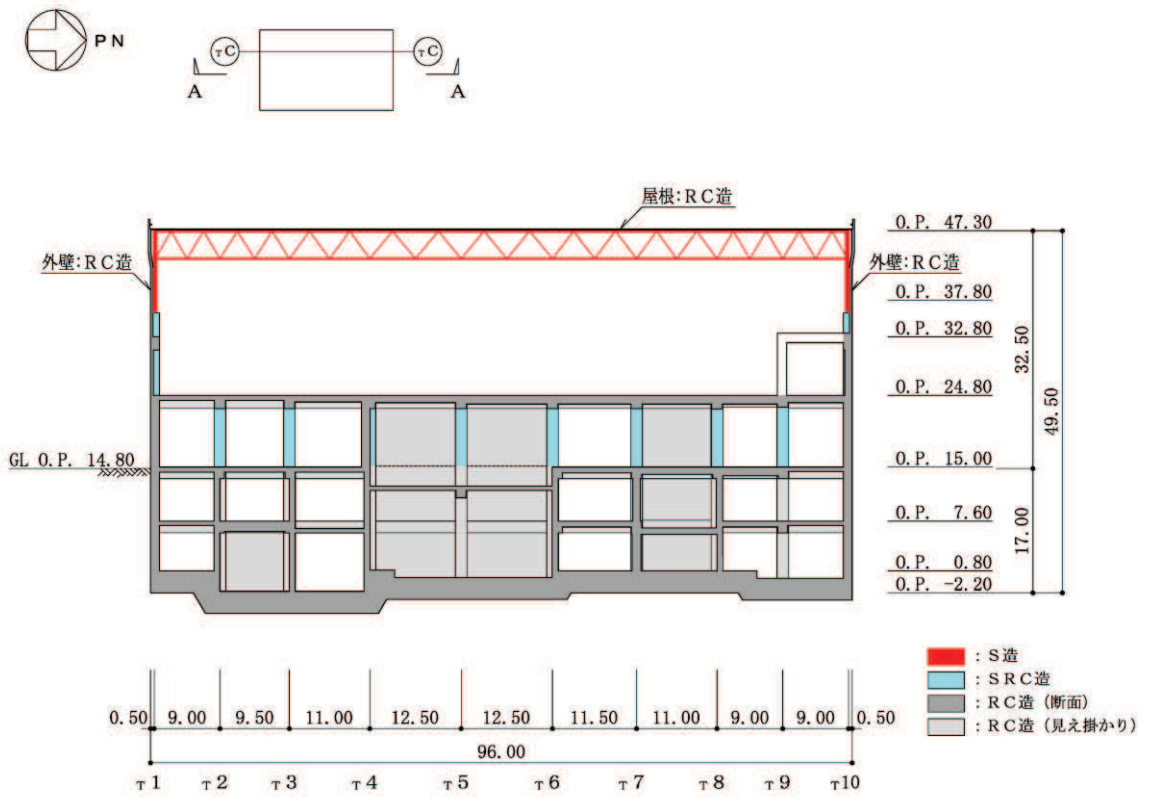 PN
TC TC
A A
屋根:RC造
外壁:RC造
外壁:RC造
O.P. 47.30
O.P. 37.80
O.P. 32.80
O.P. 24.80
GL O.P. 14.80
O.P. 15.00
O.P. 7.60
O.P. 0.80
O.P. -2.20
32.50
17.00
49.50
:S造
:SRC造
:RC造(断面)
:RC造(見え掛かり)
0.50 9.00 9.50 11.00 12.50 12.50 11.50 11.00 9.00 9.00 0.50
96.00
T1 T2 T3 T4 T5 T6 T7 T8 T9 T10